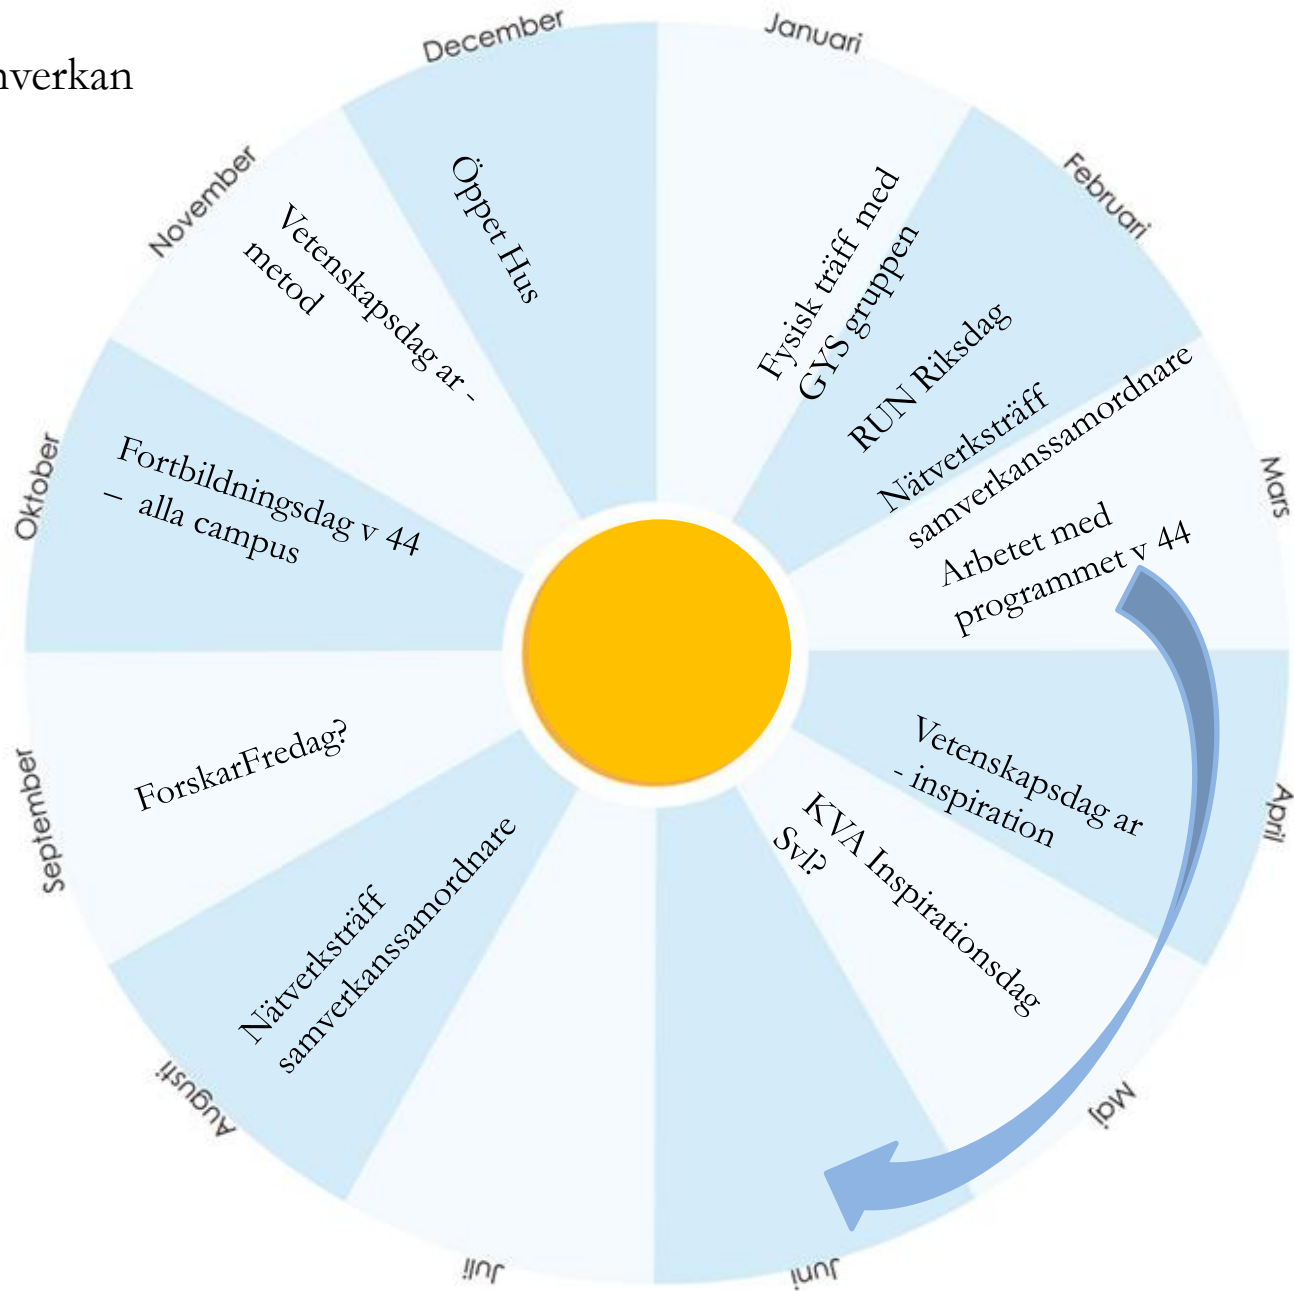 nverkan
Januari
Fysisk träff med
GYS gruppen
Februari
RUN Riksdag
Nätverksträff
samverkanssamordnare
Mars
Arbetet med
programmet v 44
April
Vetenskapsdag ar
- inspiration
Maj
KVA Inspirationsdag
Svl?
Juni
Juli
Augusti
Nätverksträff
samverkanssamordnare
September
ForskarFredag?
Oktober
Fortbildningsdag v 44
– alla campus
November
Vetenskapsdag ar -
metod
December
Öppet Hus